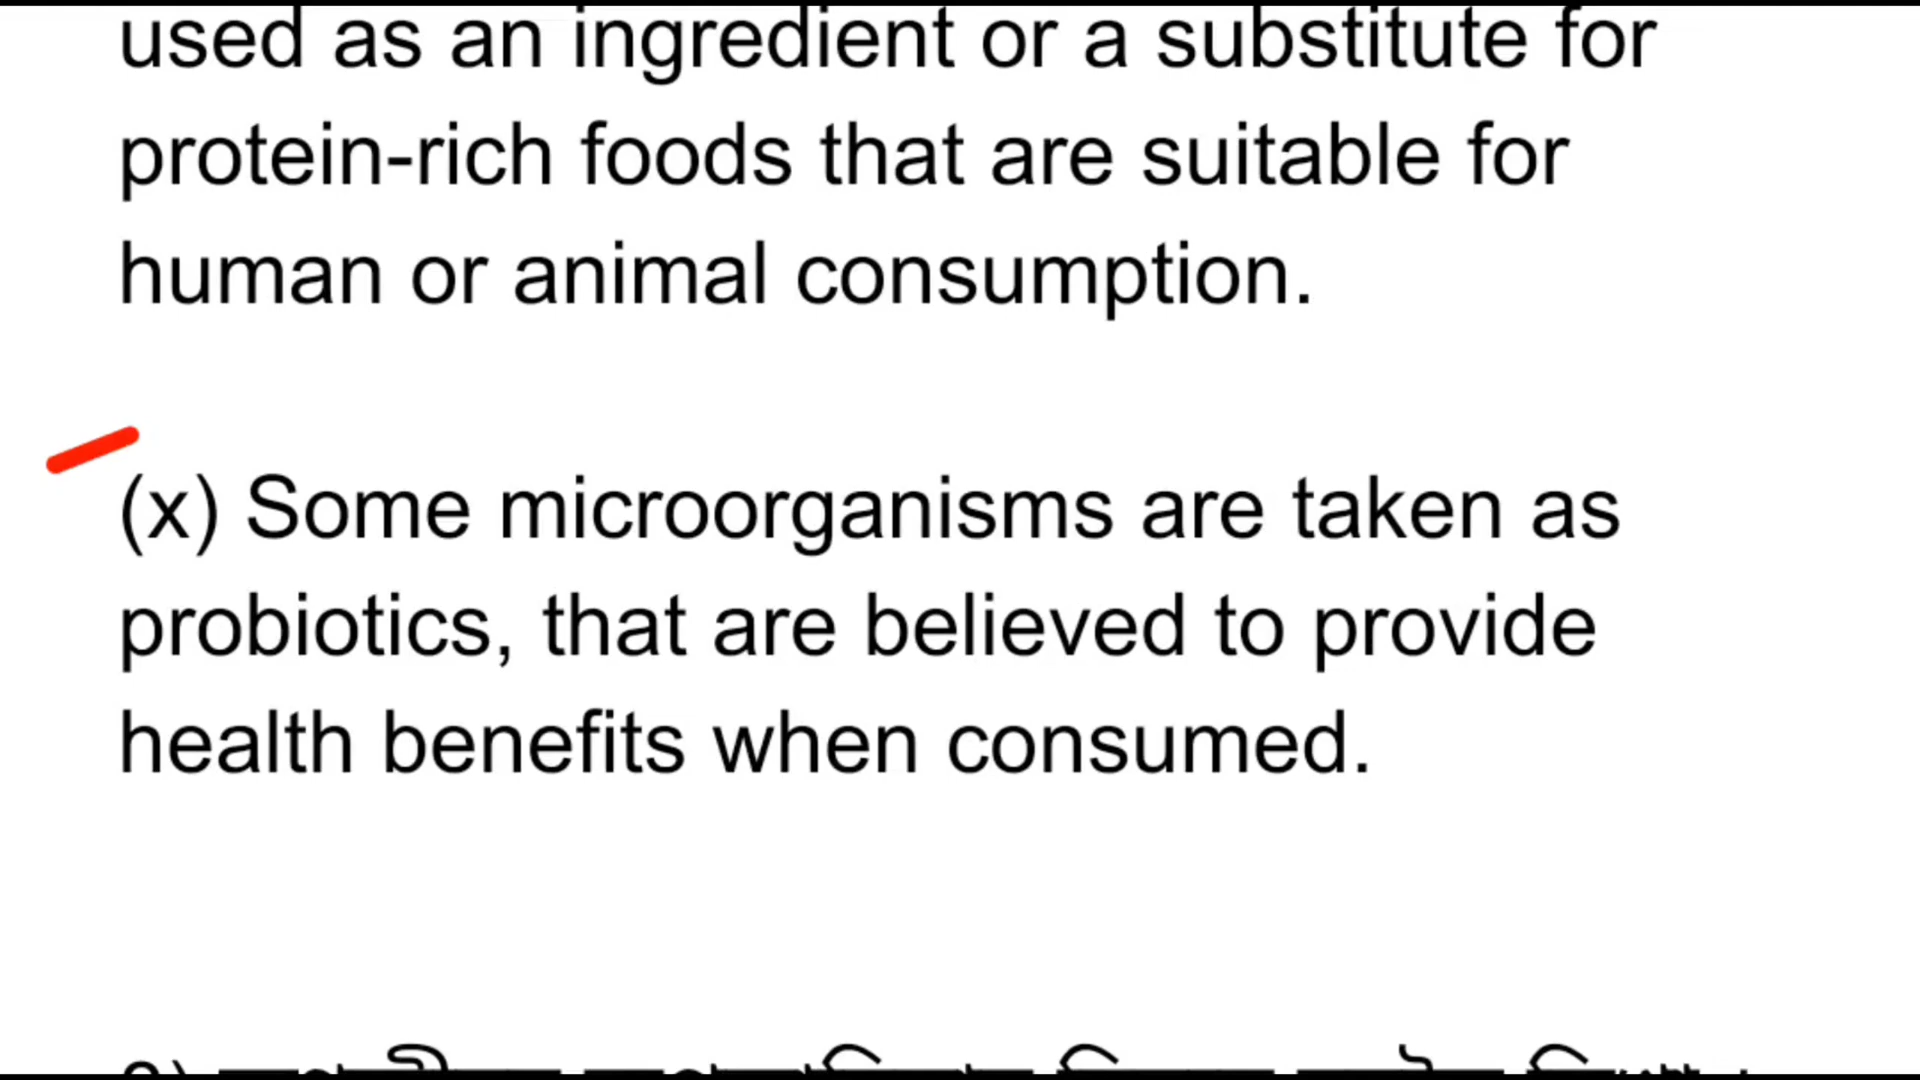 used as an ingredient or a substitute for
protein-rich foods that are suitable for
human or animal consumption.
(x) Some microorganisms are taken as
probiotics, that are believed to provide
health benefits when consumed.